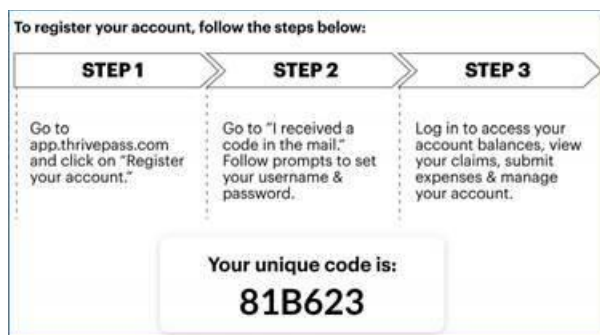 To register your account, follow the steps below:
STEP 1
STEP 2
STEP 3
Go to
app.thrivepass.com
and click on "Register
your account."
Go to "I received a
code in the mail."
Follow prompts to set
your username &
password.
Log in to access your
account balances, view
your claims, submit
expenses & manage
your account.
Your unique code is:
81B623